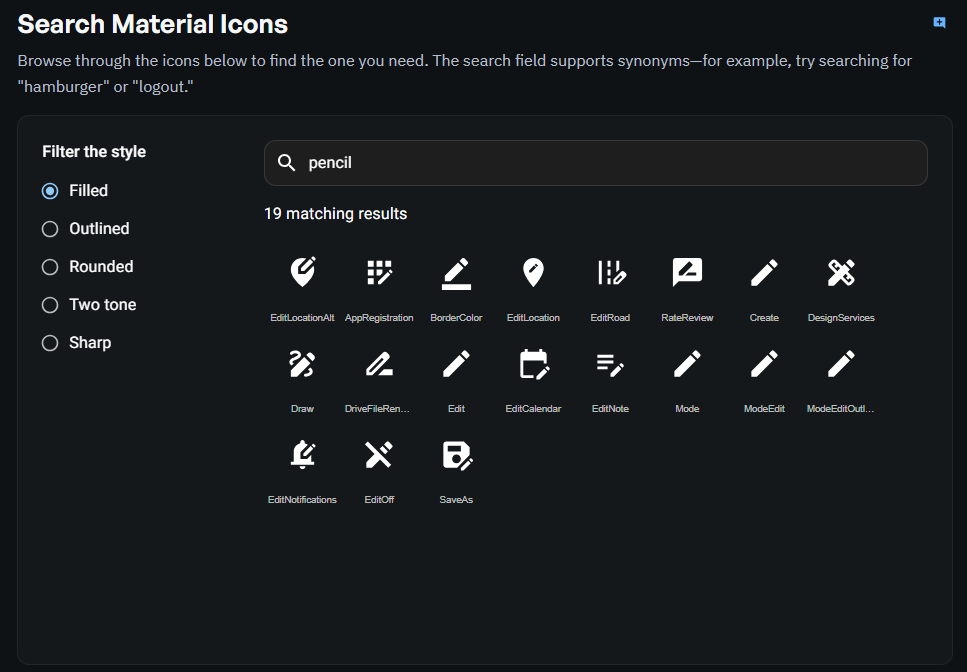 Search Material Icons
Browse through the icons below to find the one you need. The search field supports synonyms—for example, try searching for
"hamburger" or "logout."
Filter the style
Filled
Outlined
Rounded
Two tone
Sharp
pencil
19 matching results
EditLocationAlt AppRegistration BorderColor EditLocation EditRoad RateReview Create DesignServices
Draw DriveFileRen... Edit EditCalendar EditNote Mode ModeEdit ModeEditOutl...
EditNotifications EditOff SaveAs